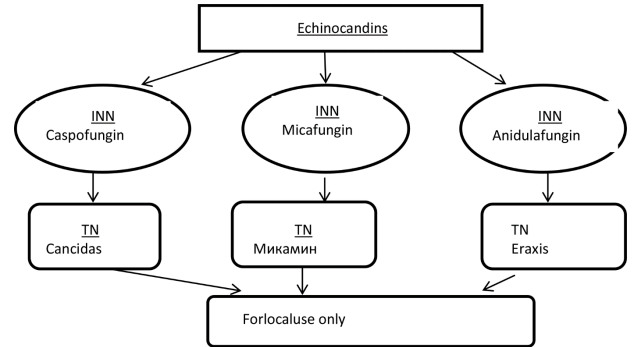 Echinocandins
INN
Caspofungin
INN
Micafungin
INN
Anidulafungin
TN
Cancidas
TN
Микамин
TN
Eraxis
Forlocaluse only